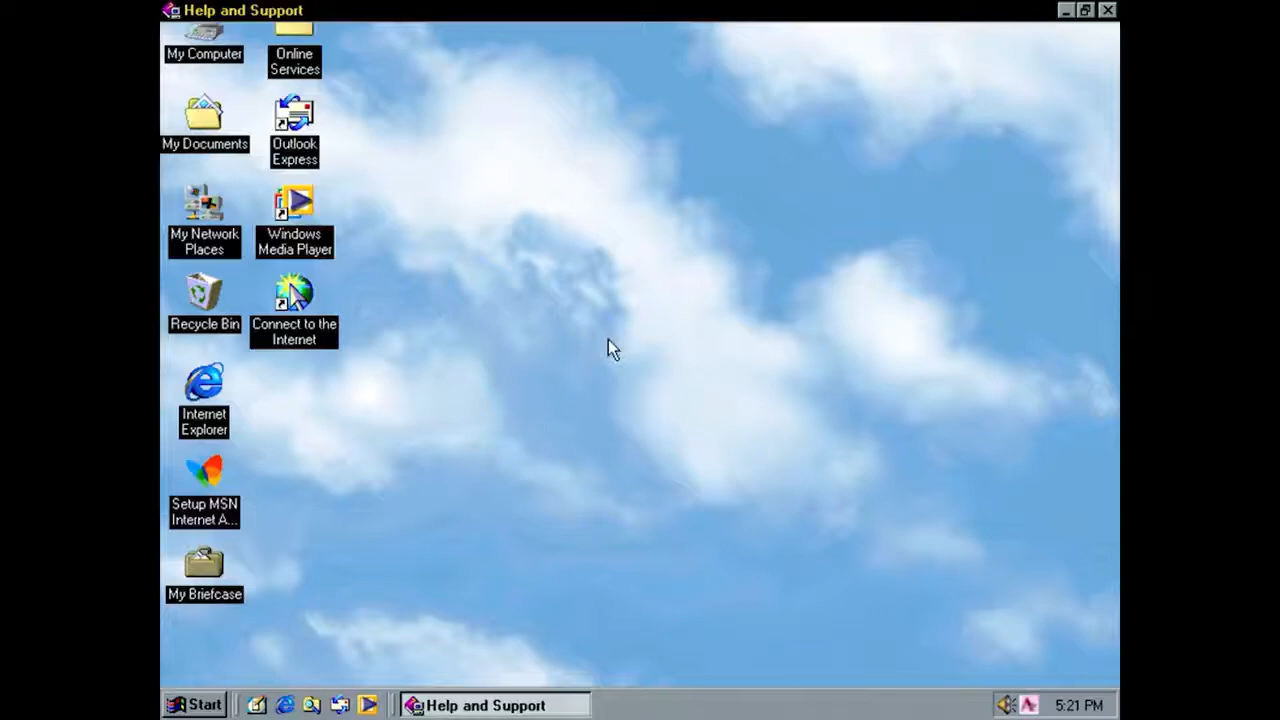 Help and Support
My Computer
Online
Services
My Documents
Outlook
Express
My Network
Places
Windows
Media Player
Recycle Bin
Connect to the
Internet
Internet
Explorer
Setup MSN
Internet A...
My Briefcase
Start
Help and Support
5:21 PM